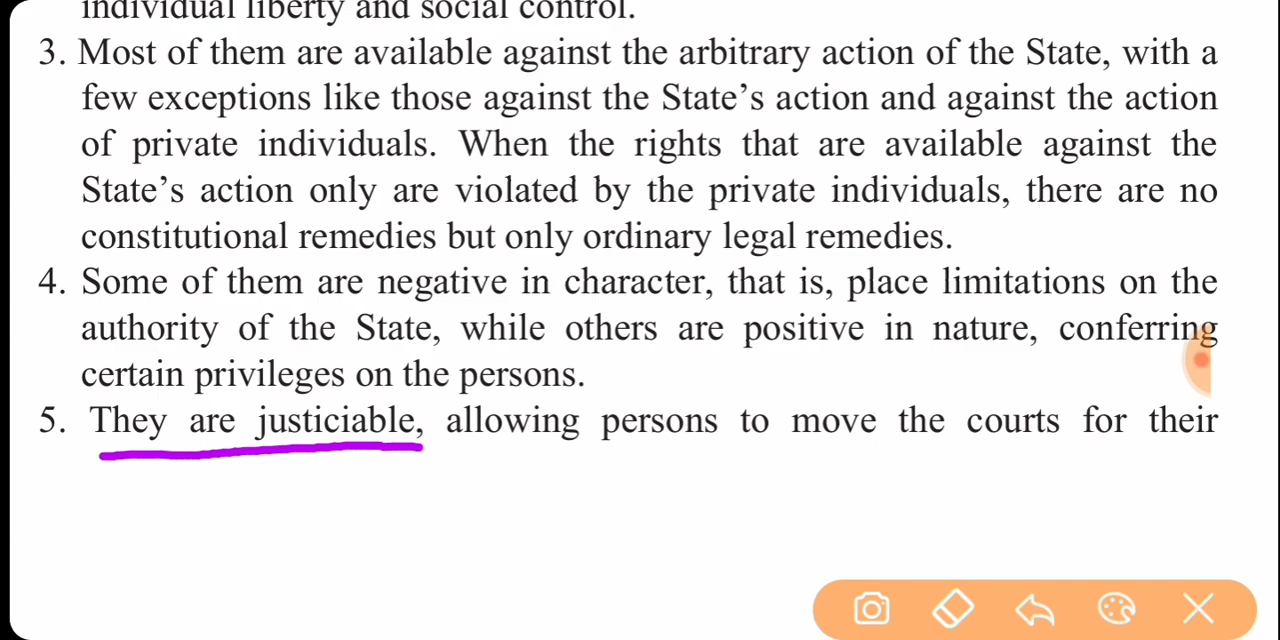 individual liberty and social control.
3. Most of them are available against the arbitrary action of the State, with a
few exceptions like those against the State’s action and against the action
of private individuals. When the rights that are available against the
State’s action only are violated by the private individuals, there are no
constitutional remedies but only ordinary legal remedies.
4. Some of them are negative in character, that is, place limitations on the
authority of the State, while others are positive in nature, conferring
certain privileges on the persons.
5. They are justiciable, allowing persons to move the courts for their